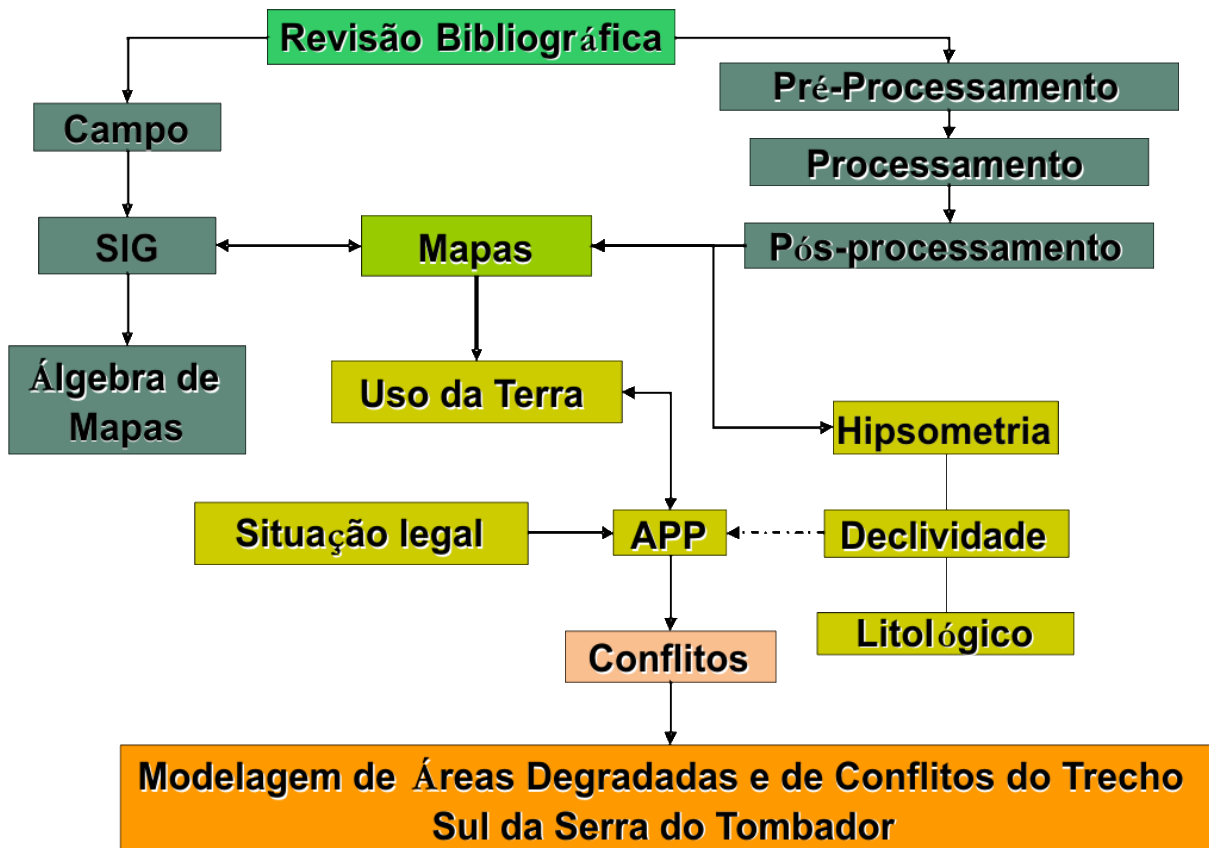 Revisão Bibliográfica
Pré-Processamento
Campo
Processamento
SIG
Mapas
Pós-processamento
Álgebra de
Mapas
Uso da Terra
Hipsometria
Situação legal
APP
Declividade
Litológico
Conflitos
Modelagem de Áreas Degradadas e de Conflitos do Trecho
Sul da Serra do Tombador